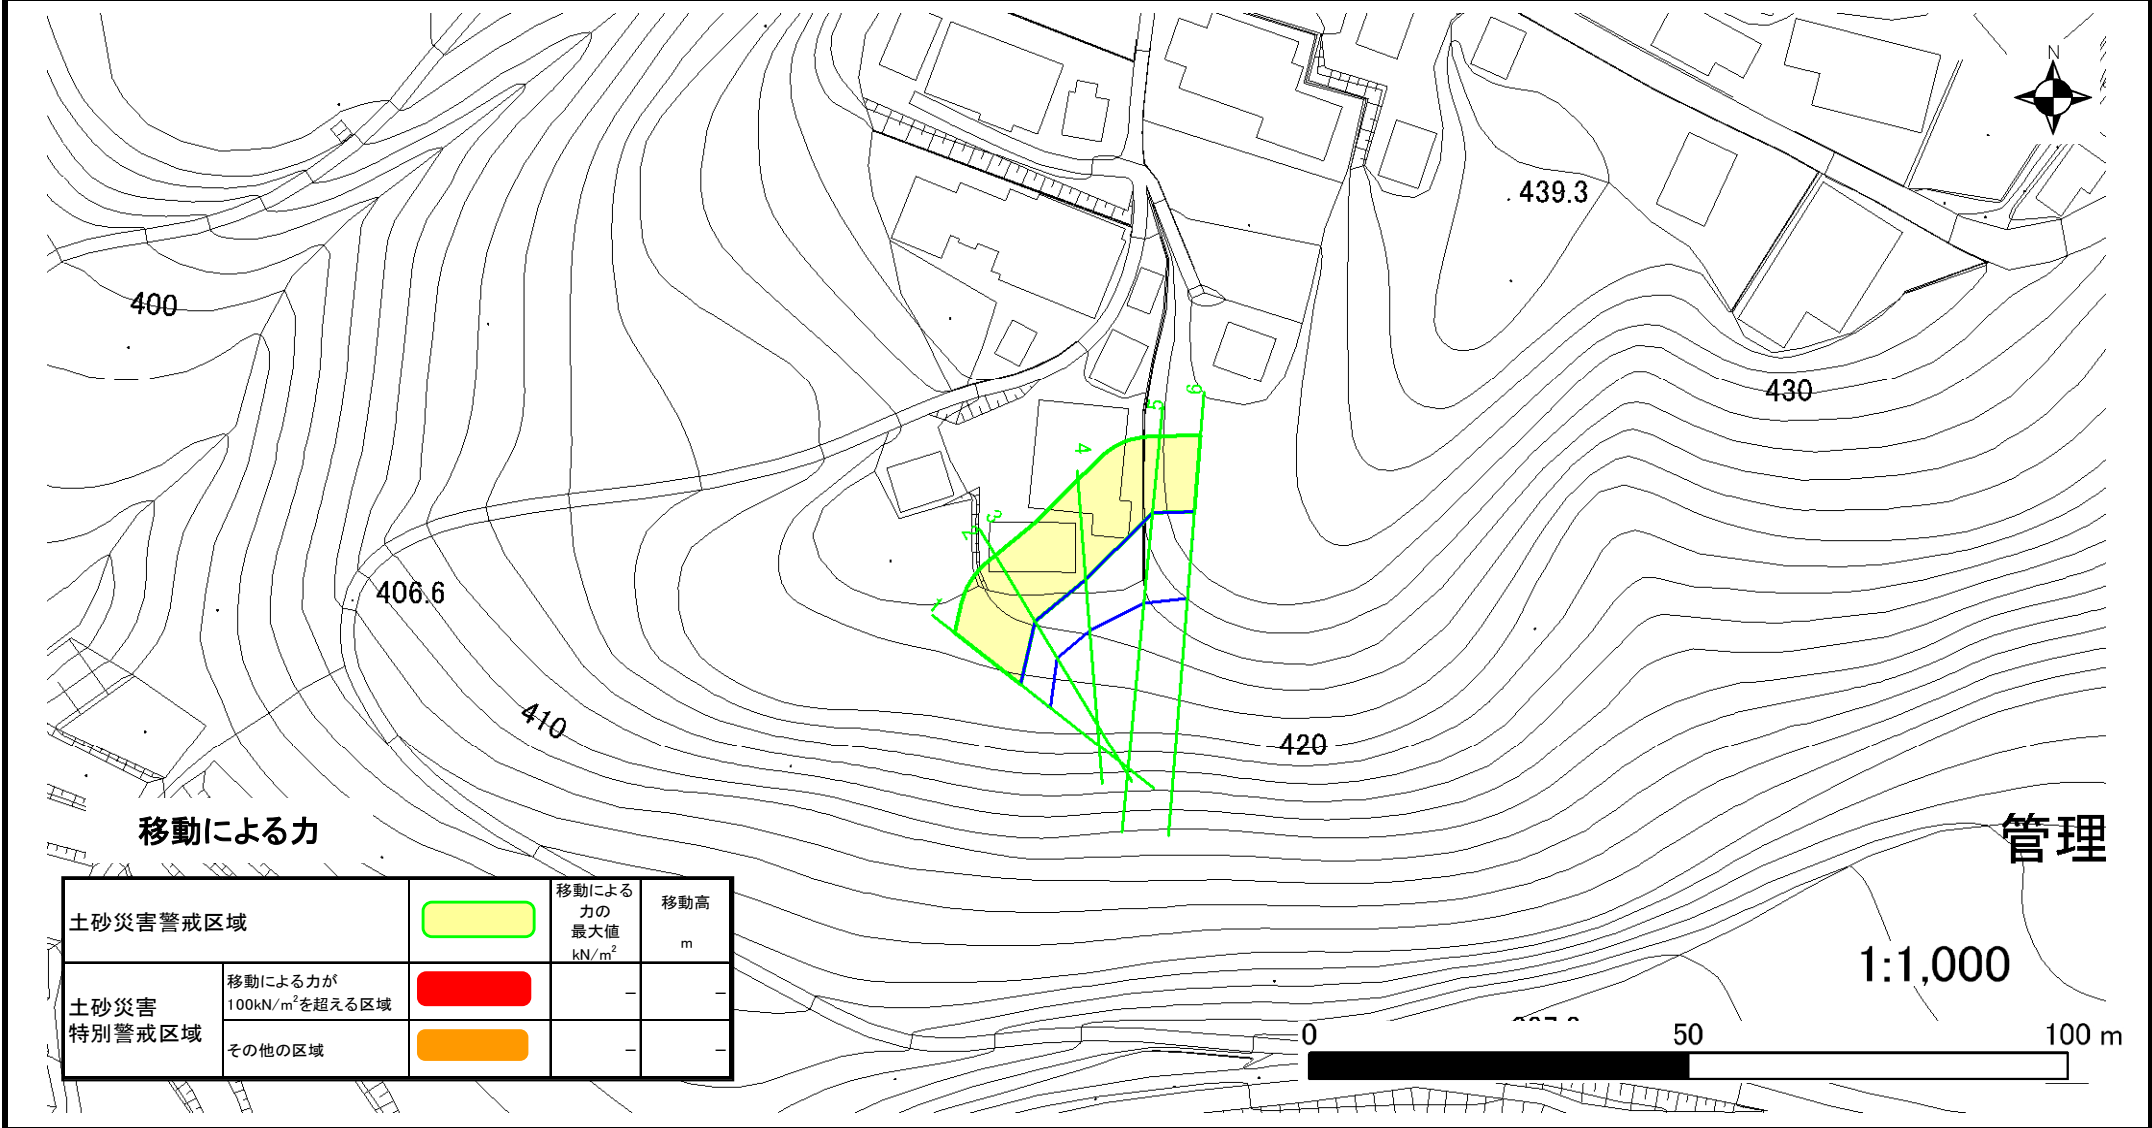 N
439.3
400
430
6
5
4
3
2
1
406.6
410
420
移動による力
管理
土砂災害警戒区域
移動による
力の
最大値
kN/m²
移動高
m
土砂災害
特別警戒区域
移動による力が
100kN/m²を超える区域
－ －
その他の区域
－ －
1:1,000
0 50 100 m